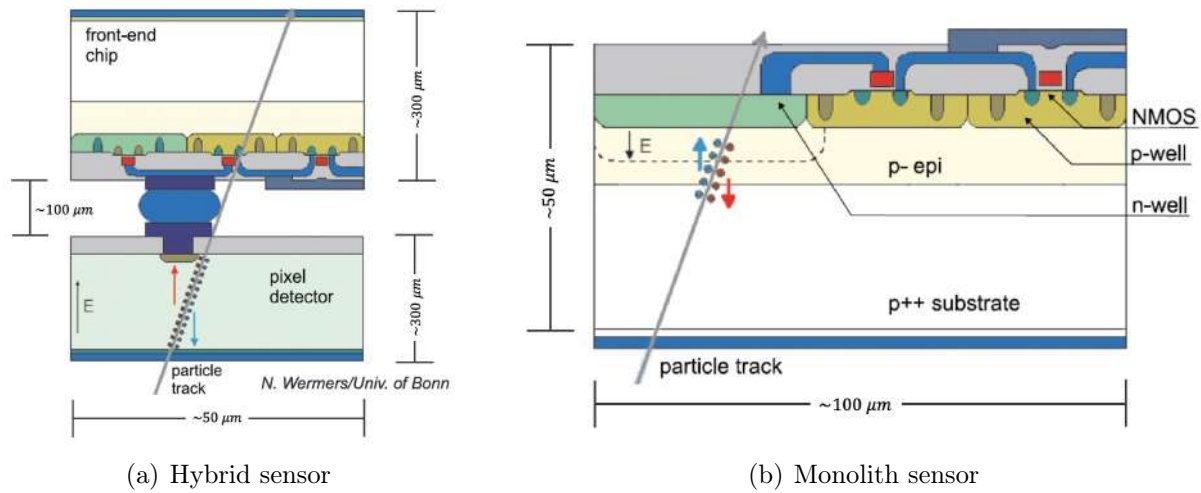 front-end
chip
~300 μm
~100 μm
pixel
detector
E
~300 μm
particle
track
N. Wermers/Univ. of Bonn
~50 μm
(a) Hybrid sensor
~50 μm
E
p- epi
NMOS
p-well
n-well
p++ substrate
particle track
~100 μm
(b) Monolith sensor